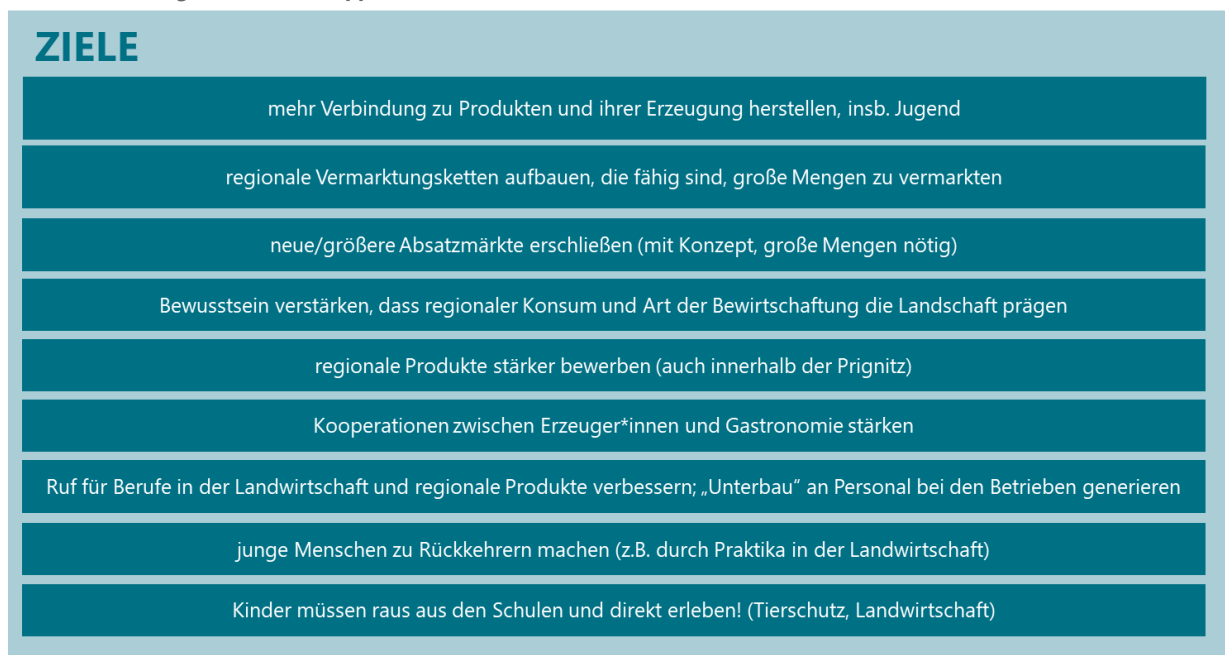 ZIELE
mehr Verbindung zu Produkten und ihrer Erzeugung herstellen, insb. Jugend
regionale Vermarktungsketten aufbauen, die fähig sind, große Mengen zu vermarkten
neue/größere Absatzmärkte erschließen (mit Konzept, große Mengen nötig)
Bewusstsein verstärken, dass regionaler Konsum und Art der Bewirtschaftung die Landschaft prägen
regionale Produkte stärker bewerben (auch innerhalb der Prignitz)
Kooperationen zwischen Erzeuger*innen und Gastronomie stärken
Ruf für Berufe in der Landwirtschaft und regionale Produkte verbessern; „Unterbau“ an Personal bei den Betrieben generieren
junge Menschen zu Rückkehrern machen (z.B. durch Praktika in der Landwirtschaft)
Kinder müssen raus aus den Schulen und direkt erleben! (Tierschutz, Landwirtschaft)